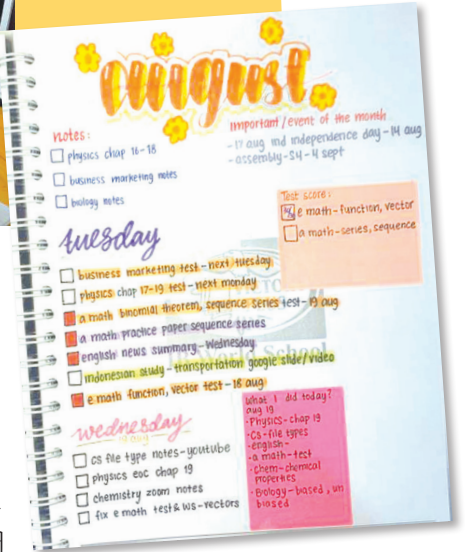 august
notes:
physics chap 16-18
business marketing notes
biology notes
important/event of the month
-17 aug ind independence day-14 aug
-assembly-S4-4 sept
Test score:
e math-function, vector
a math-series, sequence
tuesday
business marketing test-next tuesday
physics chap 17-19 test-next monday
a math binomial theorem, sequence series test-19 aug
a math practice paper sequence series
english news summary-Wednesday
indonesian study-transportation google slide/video
e math function, vector test-18 aug
World School
wednesday
19 aug
cs file type notes-youtube
physics eoc chap 19
chemistry zoom notes
fix e math test & ws-vectors
What I did today?
aug 19
-Physics-chap 19
-CS-file types
-english-
-a math-test
-Chem-chemical
properties
-Biology-biased, un
biased